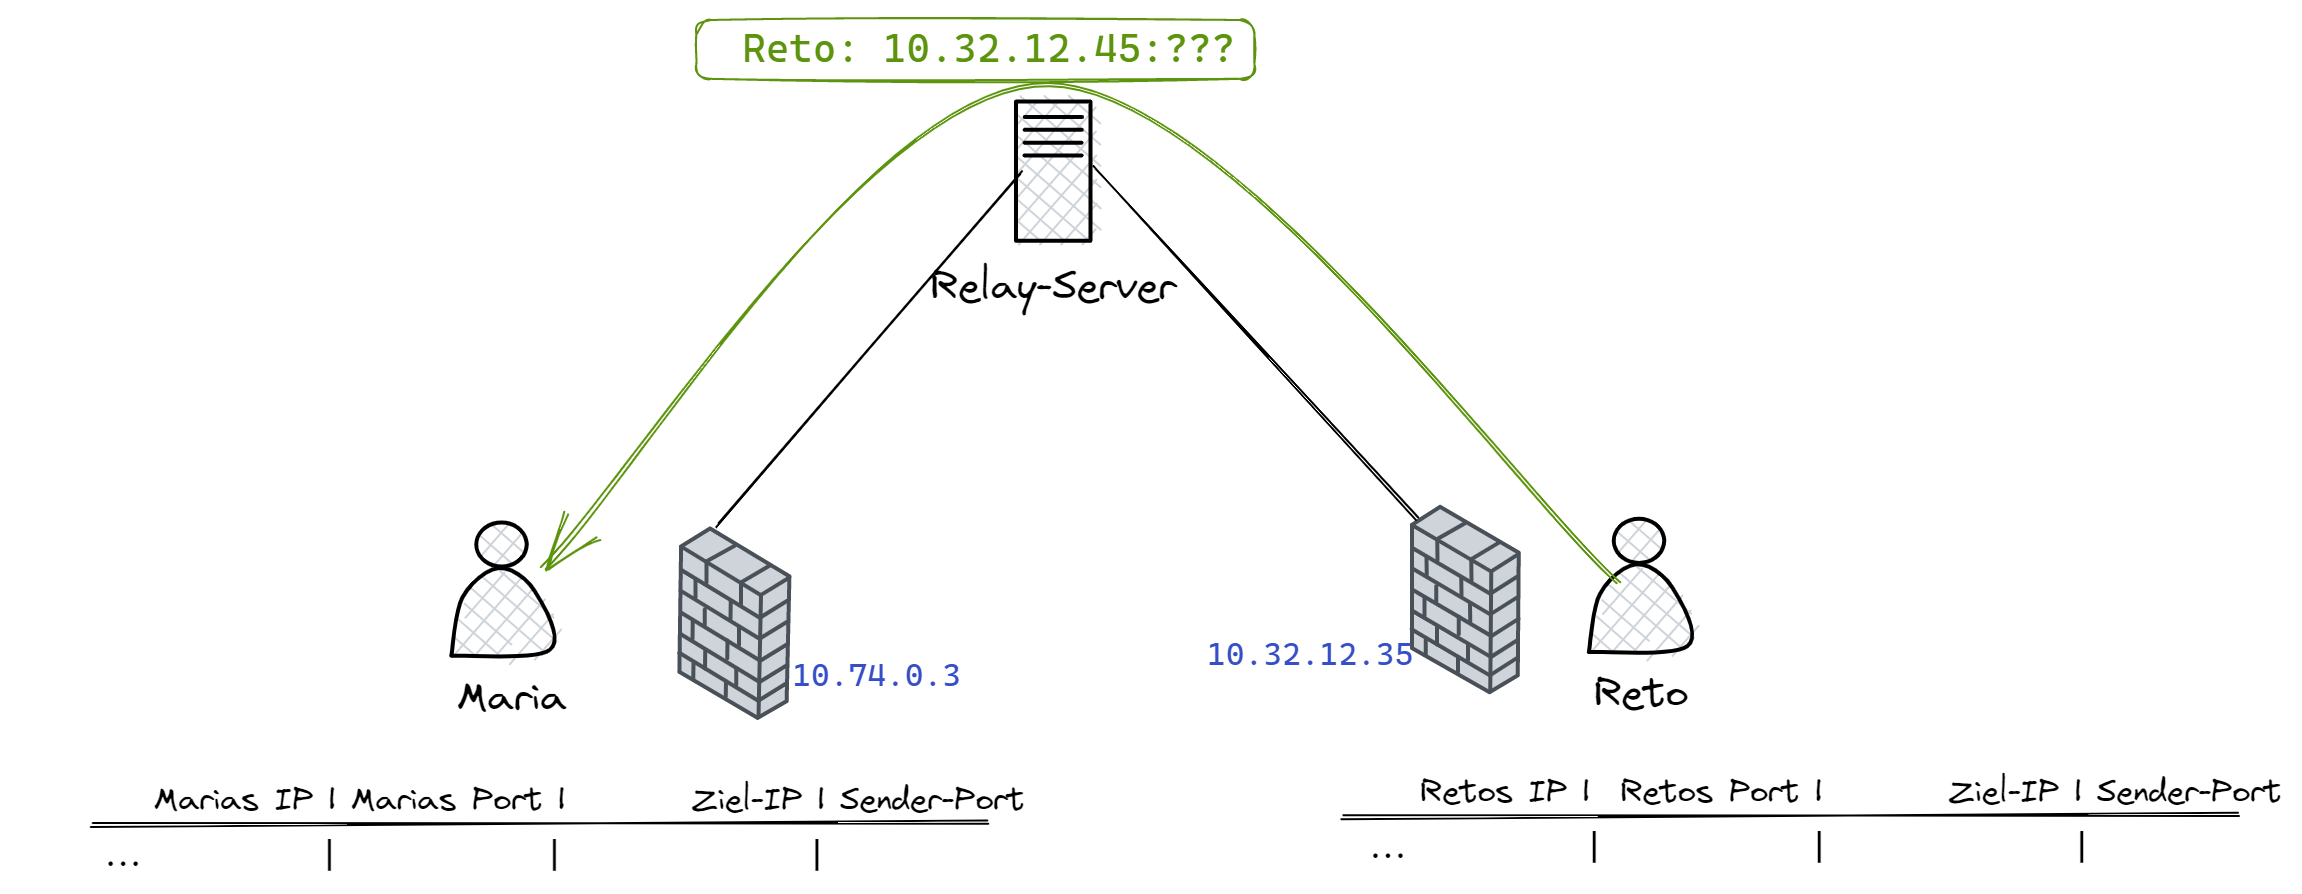 Reto: 10.32.12.45:???
Relay-Server
10.74.0.3
10.32.12.35
Maria
Reto
Marias IP | Marias Port | Ziel-IP | Sender-Port
... | | |
Retos IP | Retos Port | Ziel-IP | Sender-Port
... | | |